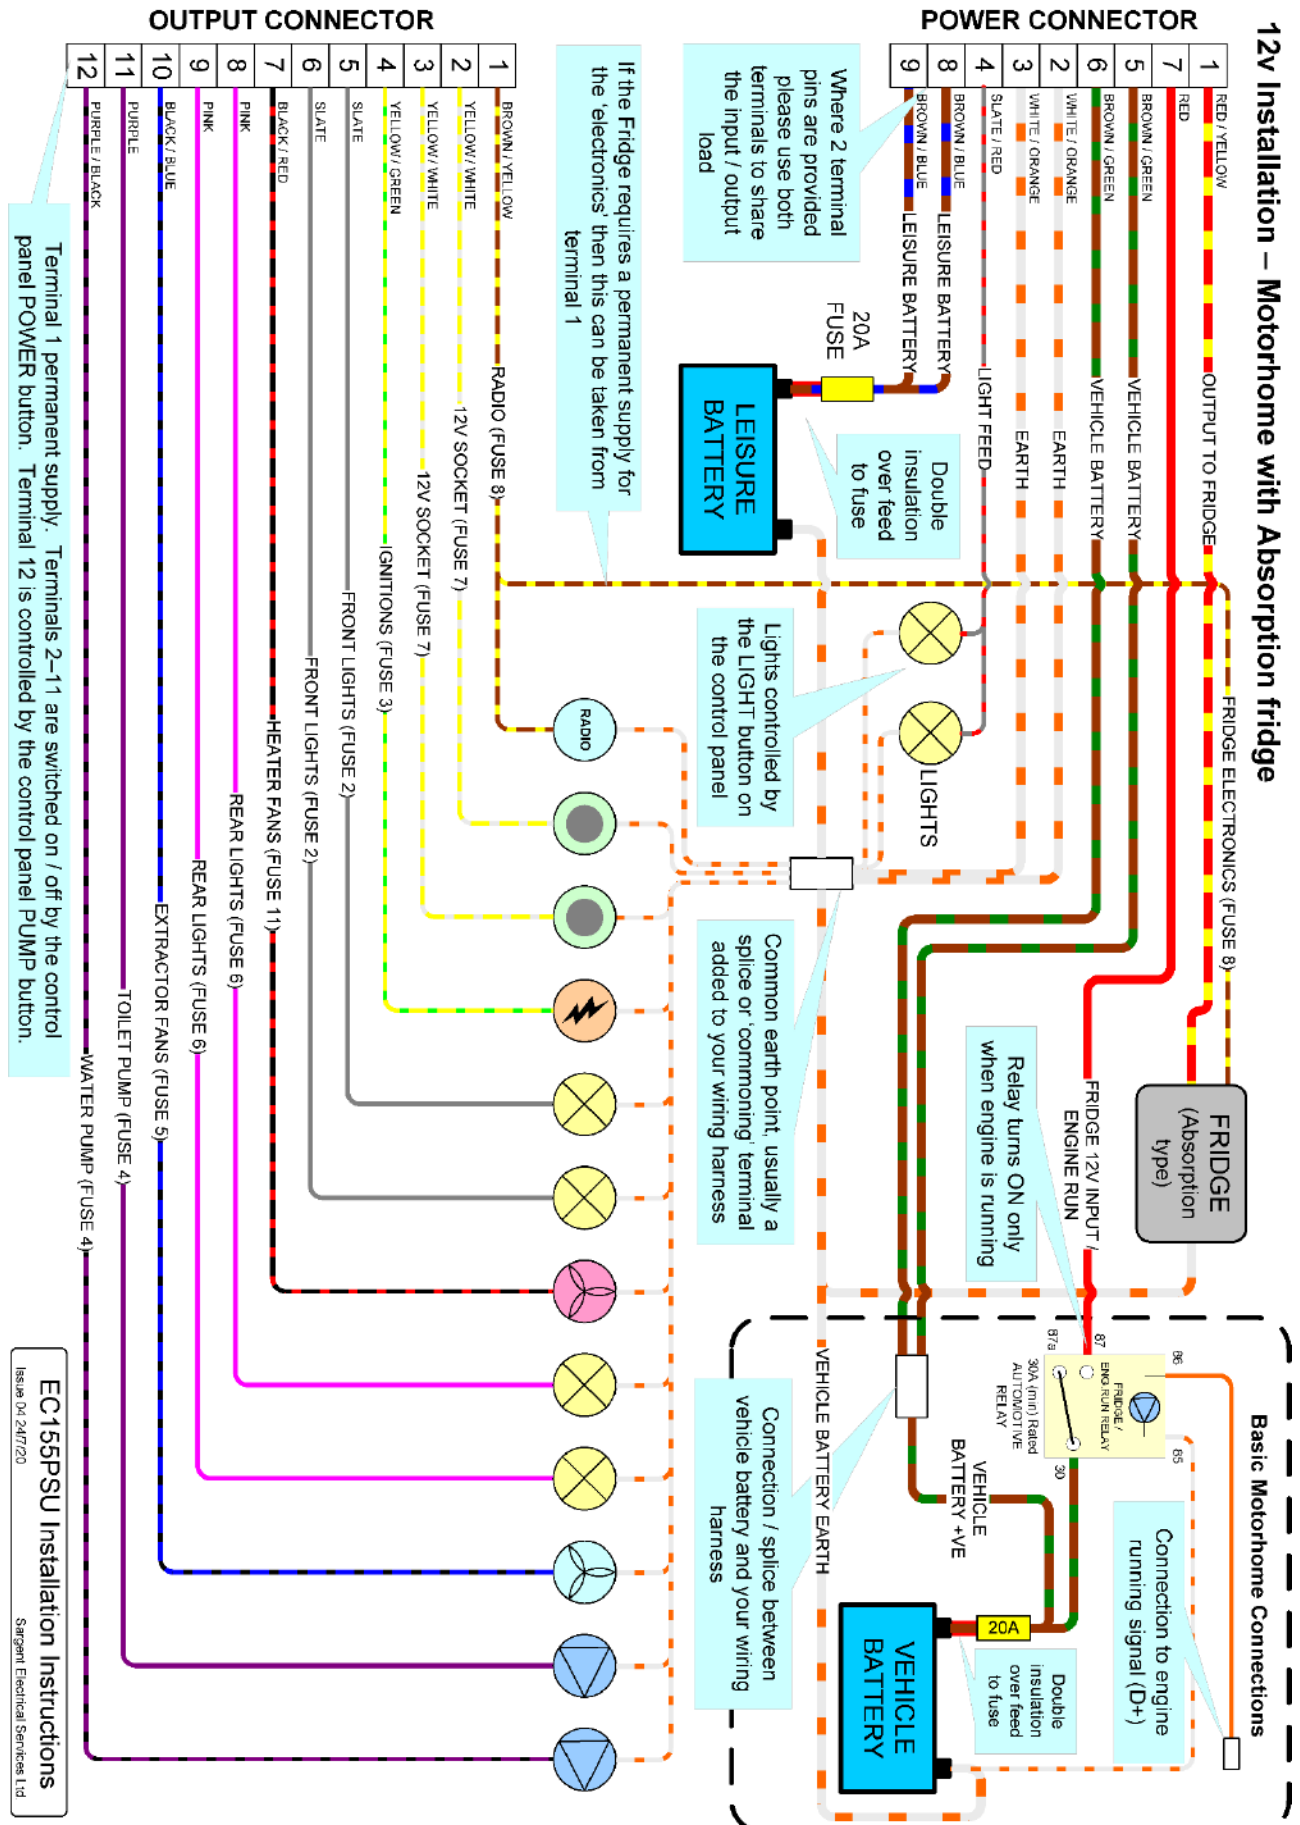 12v Installation – Motorhome with Absorption fridge
POWER CONNECTOR
1
RED / YELLOW
OUTPUT TO FRIDGE
7
RED
FRIDGE 12V INPUT /
ENGINE RUN
5
BROWN / GREEN
VEHICLE BATTERY
6
BROWN / GREEN
VEHICLE BATTERY
2
WHITE / ORANGE
EARTH
3
WHITE / ORANGE
EARTH
4
SLATE / RED
LIGHT FEED
8
BROWN / BLUE
LEISURE BATTERY
9
BROWN / BLUE
LEISURE BATTERY
FRIDGE ELECTRONICS (FUSE 8)
FRIDGE
(Absorption
type)
Relay turns ON only
when engine is running
Basic Motorhome Connections
86
87
87a
85
30
FRIDGE /
ENG.RUN RELAY
30A (min) Rated
AUTOMOTIVE
RELAY
Connection to engine
running signal (D+)
VEHICLE
BATTERY +VE
20A
Double
insulation
over feed
to fuse
VEHICLE
BATTERY
VEHICLE BATTERY EARTH
Connection / splice between
vehicle battery and your wiring
harness
Where 2 terminal
pins are provided
please use both
terminals to share
the input / output
load
20A
FUSE
LEISURE
BATTERY
Double
insulation
over feed
to fuse
LIGHTS
Lights controlled by
the LIGHT button on
the control panel
Common earth point, usually a
splice or 'commoning' terminal
added to your wiring harness
If the Fridge requires a permanent supply for
the 'electronics' then this can be taken from
terminal 1
OUTPUT CONNECTOR
1
BROWN / YELLOW
RADIO (FUSE 8)
RADIO
2
YELLOW / WHITE
12V SOCKET (FUSE 7)
3
YELLOW / WHITE
12V SOCKET (FUSE 7)
4
YELLOW / GREEN
IGNITIONS (FUSE 3)
5
SLATE
FRONT LIGHTS (FUSE 2)
6
SLATE
FRONT LIGHTS (FUSE 2)
7
BLACK / RED
HEATER FANS (FUSE 11)
8
PINK
REAR LIGHTS (FUSE 6)
9
PINK
REAR LIGHTS (FUSE 6)
10
BLACK / BLUE
EXTRACTOR FANS (FUSE 5)
11
PURPLE
TOILET PUMP (FUSE 4)
12
PURPLE / BLACK
WATER PUMP (FUSE 4)
Terminal 1 permanent supply. Terminals 2–11 are switched on / off by the control
panel POWER button. Terminal 12 is controlled by the control panel PUMP button.
EC155PSU Installation Instructions
Issue 04 24/7/20
Sargent Electrical Services Ltd